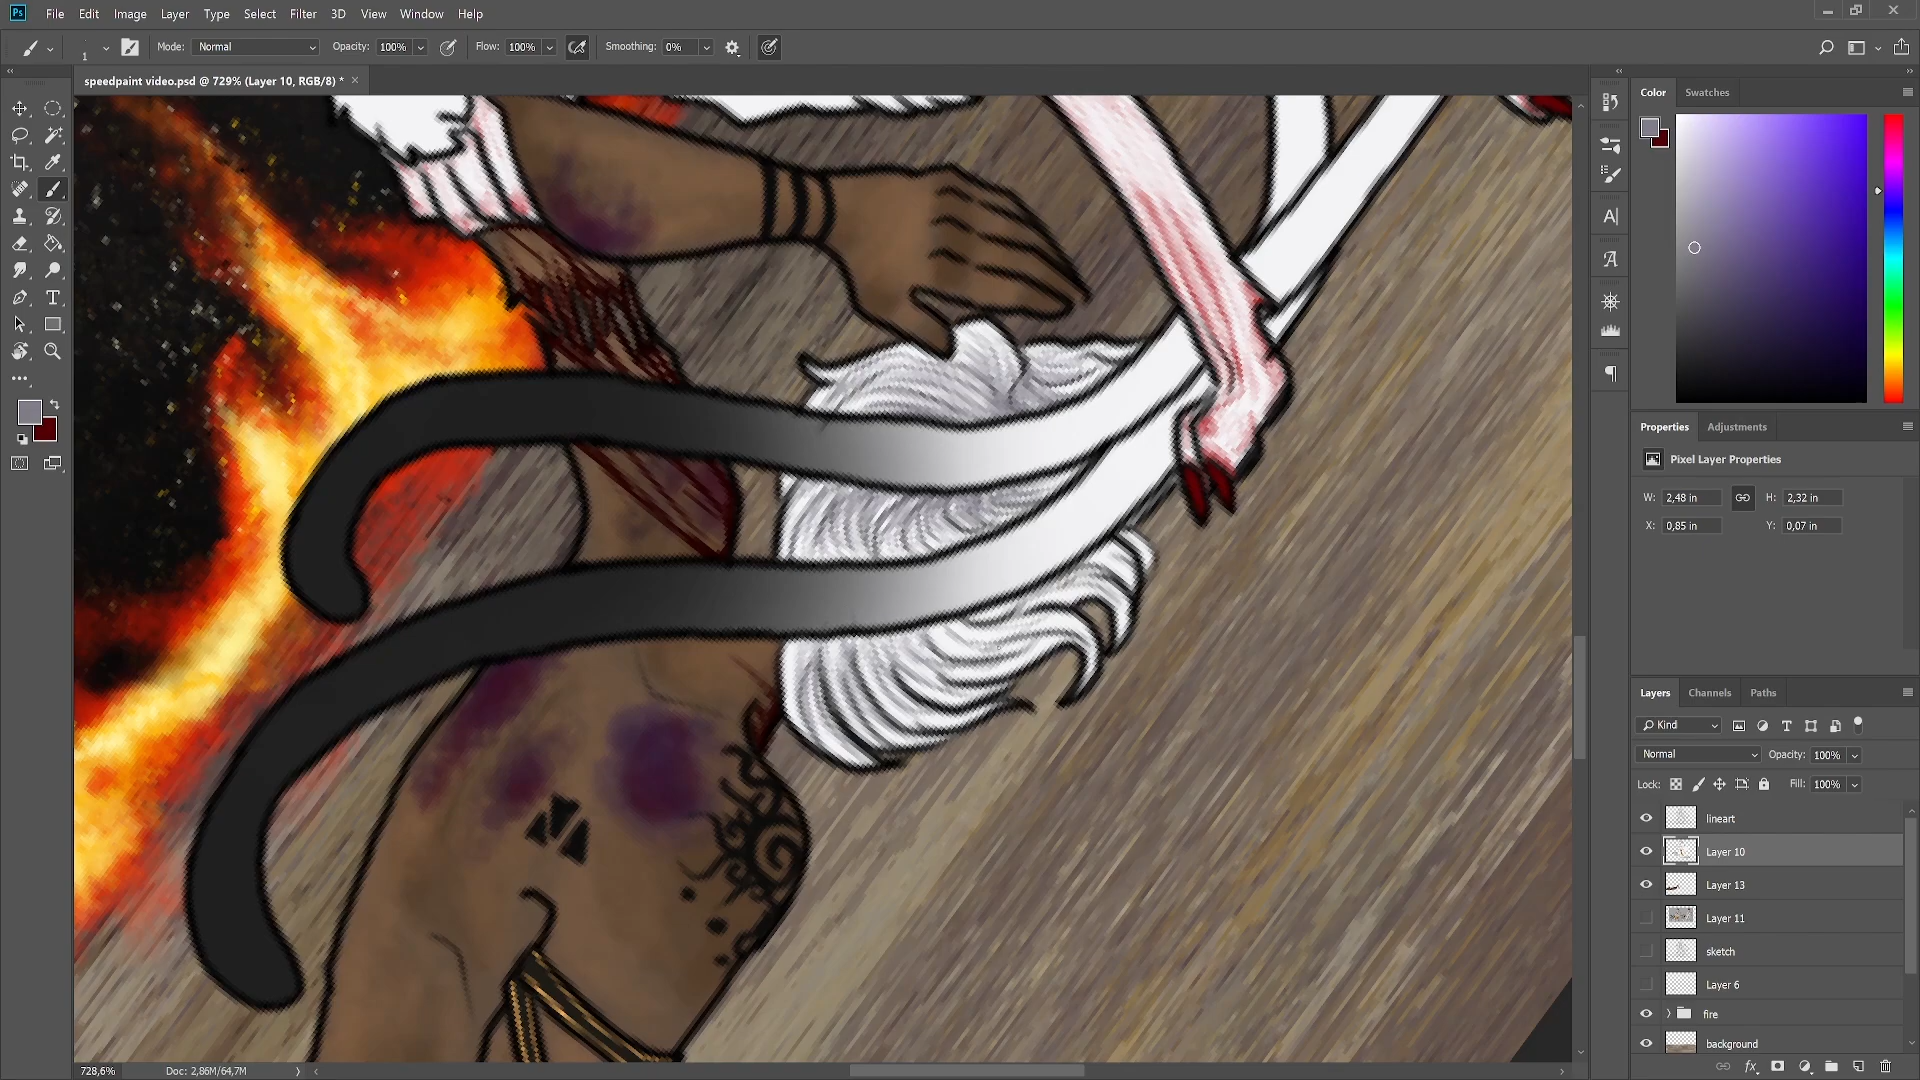 Ps File Edit Image Layer Type Select Filter 3D View Window Help
1 Mode: Normal Opacity: 100% Flow: 100% Smoothing: 0%
speedpaint video.psd @ 729% (Layer 10, RGB/8) * ×
Color Swatches
Properties Adjustments
Pixel Layer Properties
W: 2,48 in H: 2,32 in
X: 0,85 in Y: 0,07 in
Layers Channels Paths
Kind
Normal Opacity: 100%
Lock: Fill: 100%
lineart
Layer 10
Layer 13
Layer 11
sketch
Layer 6
fire
background
728,6% Doc: 2,86M/64,7M